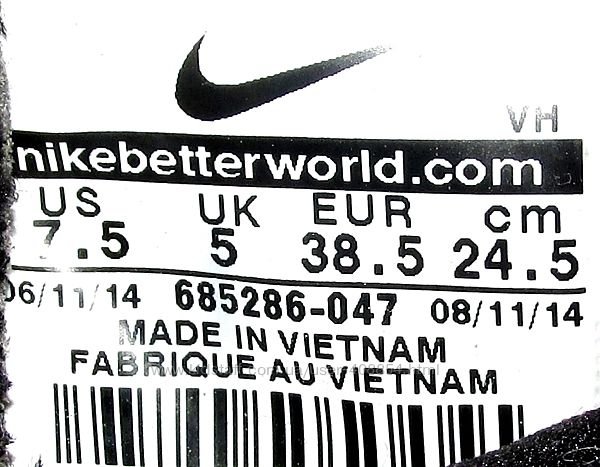 VH
nikebetterworld.com
US UK EUR cm
7.5 5 38.5 24.5
06/11/14 685286-047 08/11/14
MADE IN VIETNAM
FABRIQUE AU VIETNAM